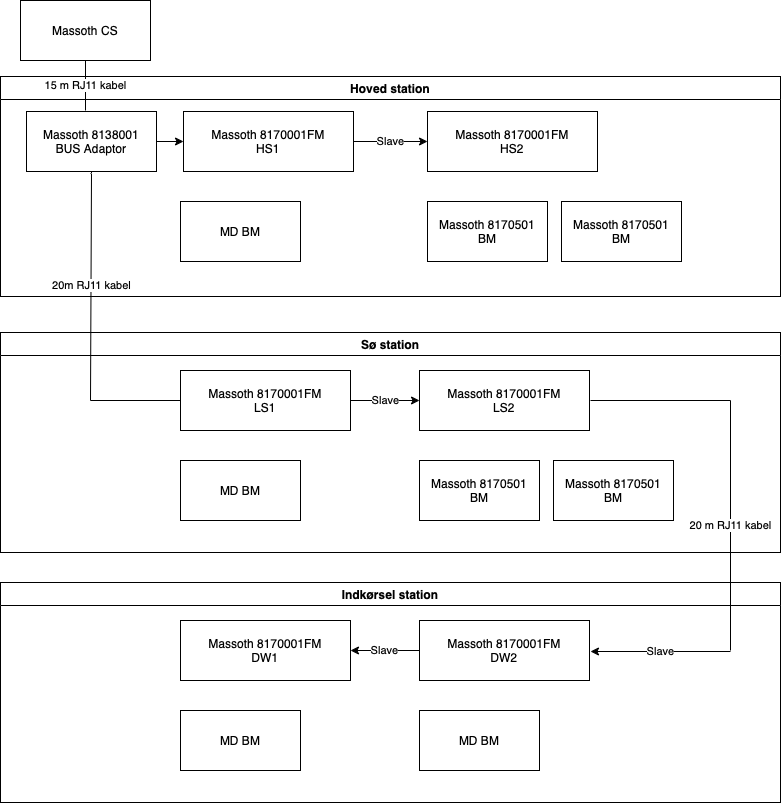 Massoth CS
15 m RJ11 kabel
Hoved station
Massoth 8138001
BUS Adaptor
Massoth 8170001FM
HS1
Slave
Massoth 8170001FM
HS2
MD BM
Massoth 8170501
BM
Massoth 8170501
BM
20m RJ11 kabel
Sø station
Massoth 8170001FM
LS1
Slave
Massoth 8170001FM
LS2
MD BM
Massoth 8170501
BM
Massoth 8170501
BM
20 m RJ11 kabel
Indkørsel station
Massoth 8170001FM
DW1
Slave
Massoth 8170001FM
DW2
Slave
MD BM
MD BM